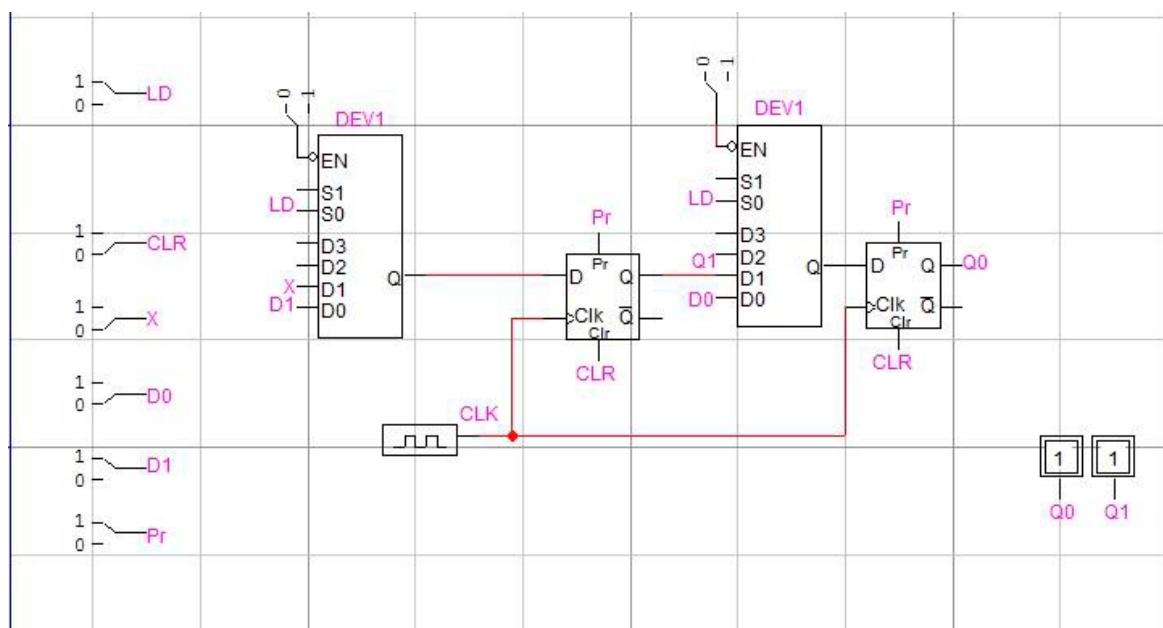 1
0
LD
1
0
CLR
1
0
X
1
0
D0
1
0
D1
1
0
Pr
0
1
DEV1
EN
S1
LD
S0
D3
D2
X
D1
D1
D0
Q
Pr
Pr
D
Q
Clk
Q
Clr
CLR
CLK
0
1
DEV1
EN
S1
LD
S0
D3
Q1
D2
D1
D0
D0
Q
Pr
Pr
D
Q
Q0
Clk
Q
Clr
CLR
1
1
Q0
Q1